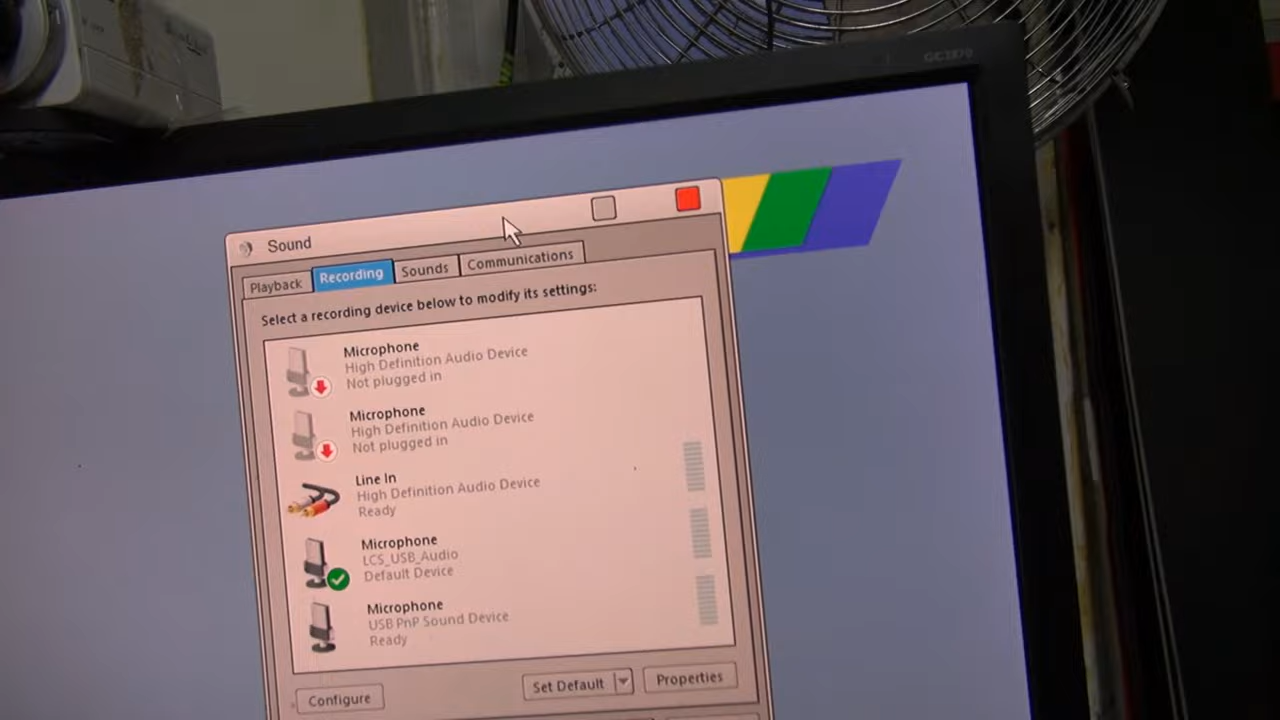 Sound
Playback Recording Sounds Communications
Select a recording device below to modify its settings:
Microphone
High Definition Audio Device
Not plugged in
Microphone
High Definition Audio Device
Not plugged in
Line In
High Definition Audio Device
Ready
Microphone
LCS_USB_Audio
Default Device
Microphone
USB PnP Sound Device
Ready
Configure Set Default Properties